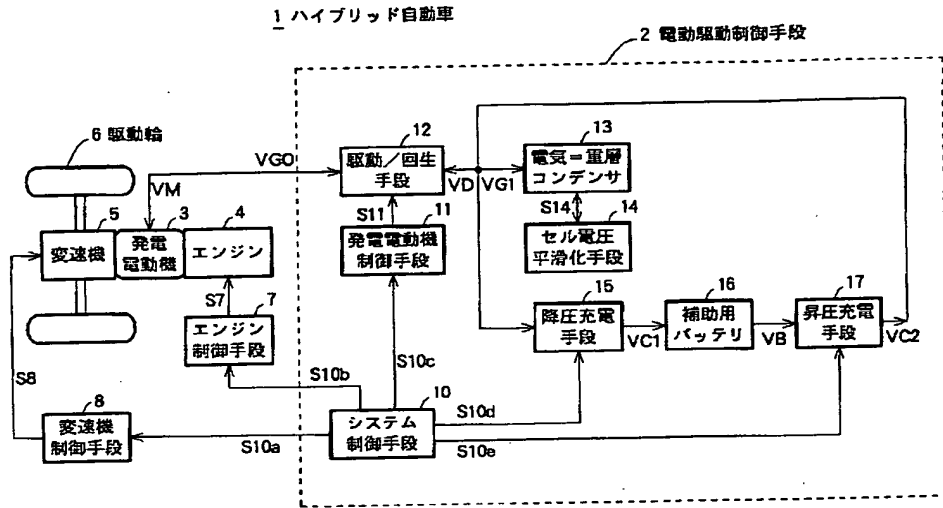 1 ハイブリッド自動車
2 電動駆動制御手段
6 駆動輪
12
駆動/回生
手段
13
電気二重層
コンデンサ
VG0
VM
VD
VG1
S11
S14
14
セル電圧
平滑化手段
11
発電電動機
制御手段
5
変速機
3
発電
電動機
4
エンジン
S7
7
エンジン
制御手段
15
降圧充電
手段
VC1
16
補助用
バッテリ
VB
17
昇圧充電
手段
VC2
S8
S10c
S10b
8
変速機
制御手段
S10a
10
システム
制御手段
S10d
S10e